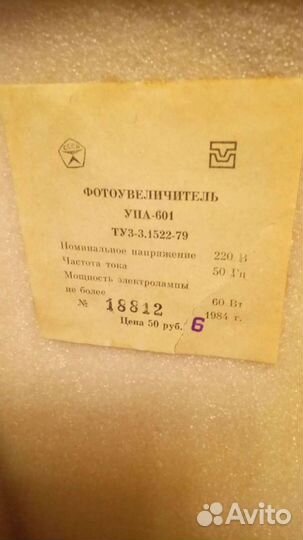 СССР
ФОТОУВЕЛИЧИТЕЛЬ
УПА-601
ТУ3-3.1522-79
Номинальное напряжение 220 В
Частота тока 50 Гц
Мощность электролампы
не более 60 Вт
№ 18812 1984 г.
Цена 50 руб. 6
Avito